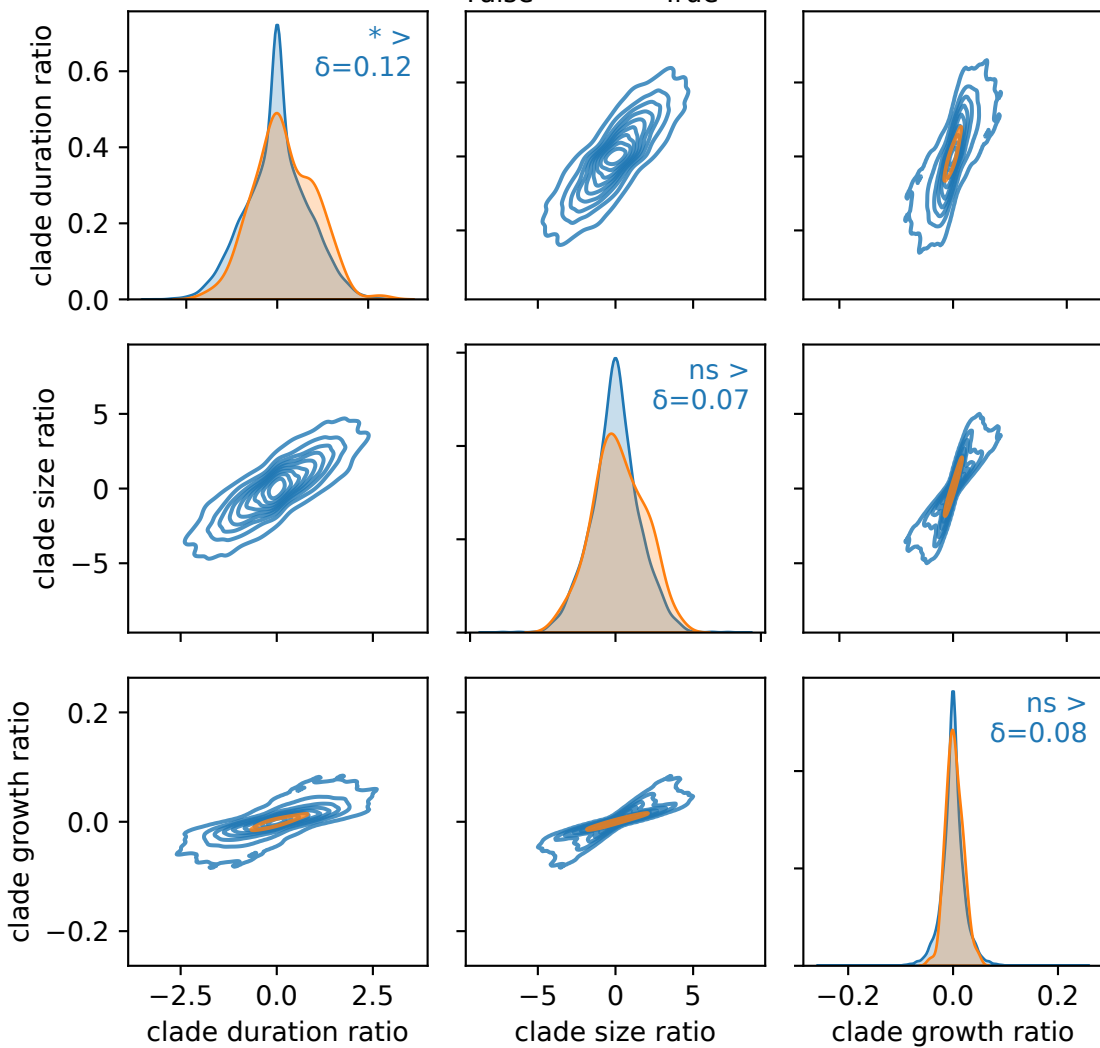 clade duration ratio
0.6
0.4
0.2
0.0
* >
δ=0.12
clade size ratio
5
0
−5
ns >
δ=0.07
clade growth ratio
0.2
0.0
−0.2
ns >
δ=0.08
−2.5 0.0 2.5
−5 0 5
−0.2 0.0 0.2
clade duration ratio
clade size ratio
clade growth ratio